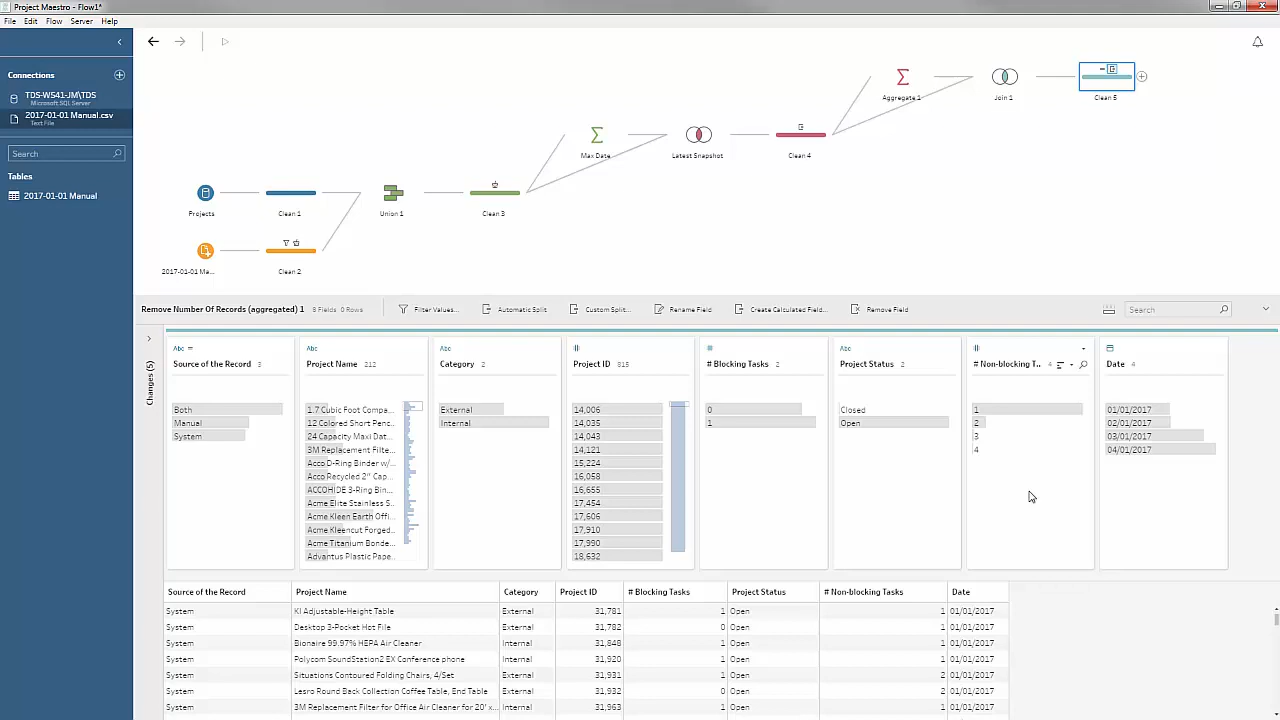 Project Maestro - Flow1*
File Edit Flow Server Help
Connections
TDS-W541-JM\TDS
Microsoft SQL Server
2017-01-01 Manual.csv
Text File
Search
Tables
2017-01-01 Manual
Aggregate 1
Join 1
Clean 5
Max Date
Latest Snapshot
Clean 4
Projects
Clean 1
Union 1
Clean 3
2017-01-01 Ma...
Clean 2
Remove Number Of Records (aggregated) 1 8 Fields 0 Rows Filter Values... Automatic Split Custom Split... Rename Field Create Calculated Field... Remove Field Search
Changes (5)
Abc
Source of the Record 3
Both
Manual
System
Abc
Project Name 212
1.7 Cubic Foot Compa...
12 Colored Short Penc...
24 Capacity Maxi Dat...
3M Replacement Filte...
Acco D-Ring Binder w/...
Acco Recycled 2" Cap...
ACCOHIDE 3-Ring Bin...
Acme Elite Stainless S...
Acme Kleen Earth Offi...
Acme Kleencut Forged...
Acme Titanium Bonde...
Advantus Plastic Pape...
Abc
Category 2
External
Internal
Project ID 815
14,006
14,035
14,043
14,121
15,224
16,058
16,655
17,454
17,606
17,910
17,990
18,632
# Blocking Tasks 2
0
1
Abc
Project Status 2
Closed
Open
# Non-blocking T... 4
1
2
3
4
Date 4
01/01/2017
02/01/2017
03/01/2017
04/01/2017
Source of the Record Project Name Category Project ID # Blocking Tasks Project Status # Non-blocking Tasks Date
System KI Adjustable-Height Table External 31,781 1 Open 1 01/01/2017
System Desktop 3-Pocket Hot File External 31,782 0 Open 1 01/01/2017
System Bionaire 99.97% HEPA Air Cleaner Internal 31,848 1 Open 1 01/01/2017
System Polycom SoundStation2 EX Conference phone Internal 31,920 1 Open 1 01/01/2017
System Situations Contoured Folding Chairs, 4/Set External 31,931 1 Open 2 01/01/2017
System Lesro Round Back Collection Coffee Table, End Table External 31,932 0 Open 2 01/01/2017
System 3M Replacement Filter for Office Air Cleaner for 20' x... Internal 31,963 1 Open 2 01/01/2017